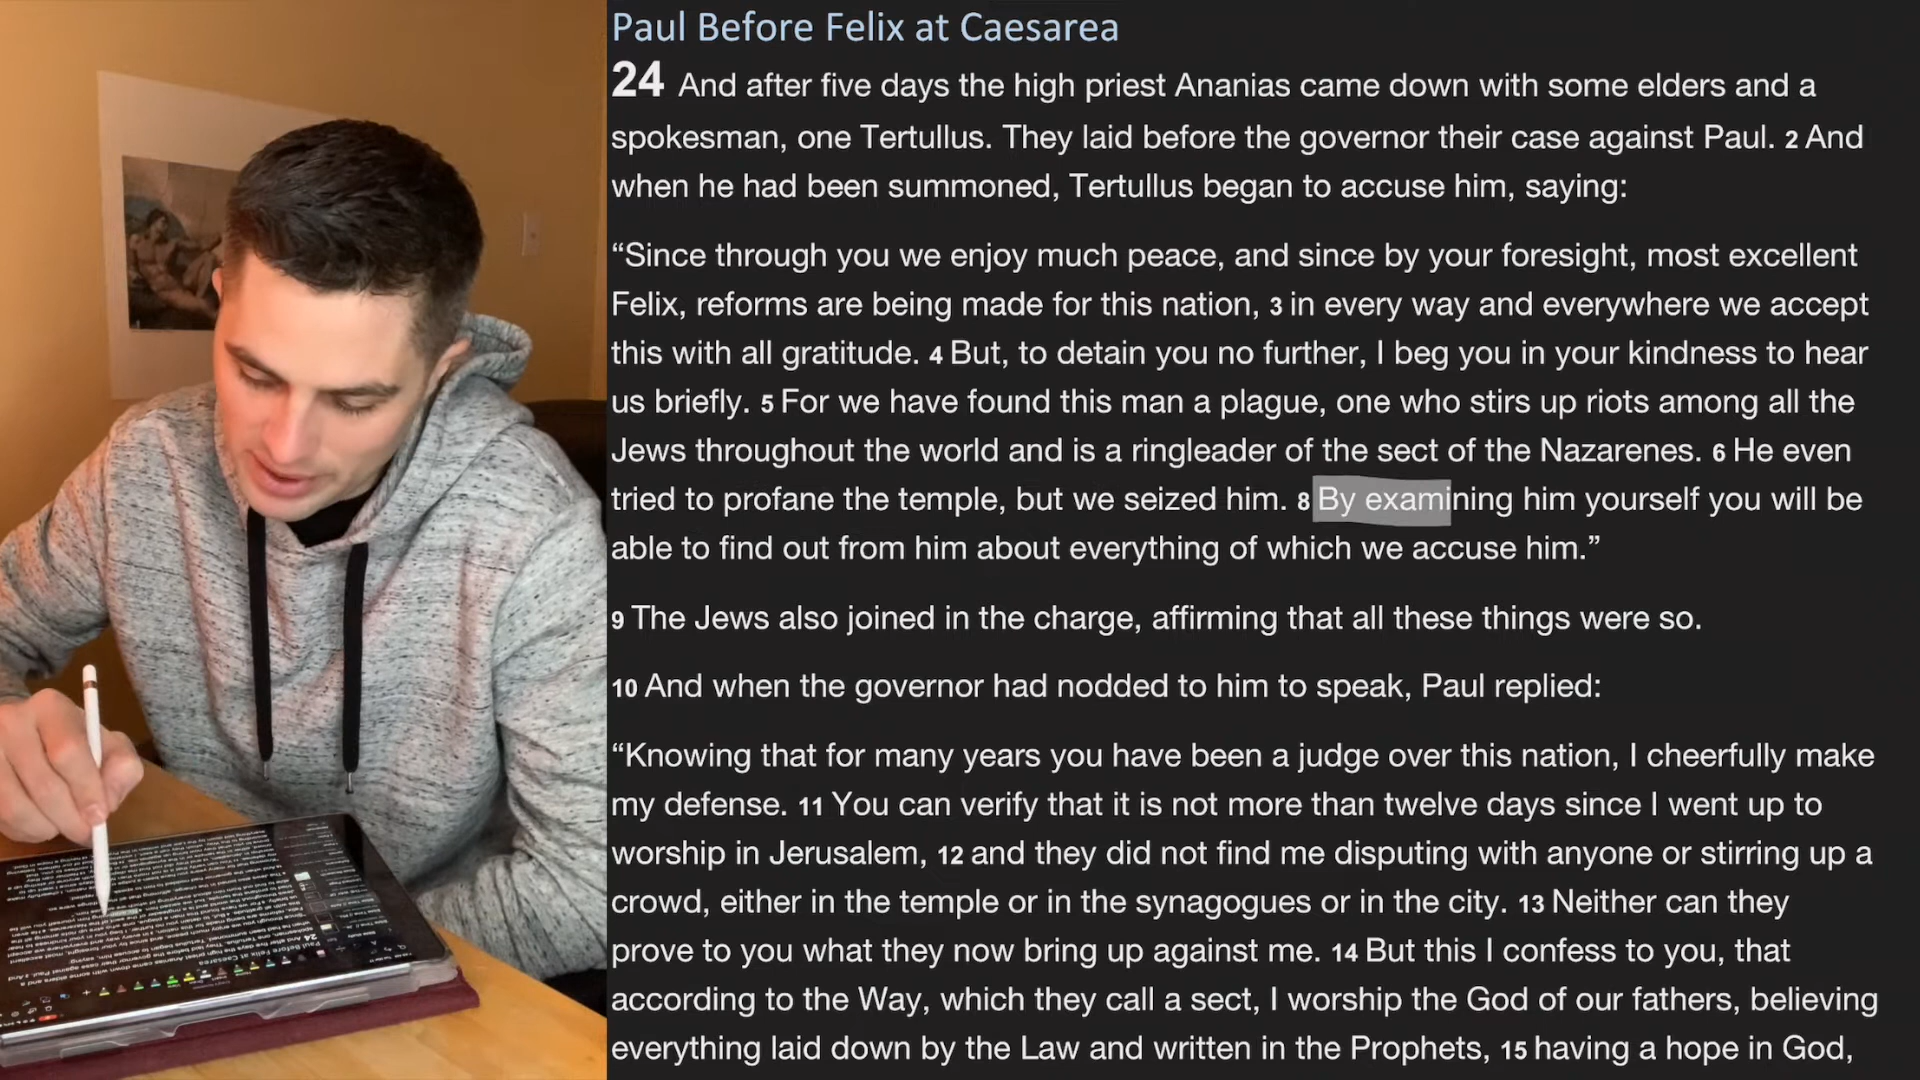 Paul Before Felix at Caesarea
24 And after five days the high priest Ananias came down with some elders and a
spokesman, one Tertullus. They laid before the governor their case against Paul. 2 And
when he had been summoned, Tertullus began to accuse him, saying:
“Since through you we enjoy much peace, and since by your foresight, most excellent
Felix, reforms are being made for this nation, 3 in every way and everywhere we accept
this with all gratitude. 4 But, to detain you no further, I beg you in your kindness to hear
us briefly. 5 For we have found this man a plague, one who stirs up riots among all the
Jews throughout the world and is a ringleader of the sect of the Nazarenes. 6 He even
tried to profane the temple, but we seized him. 8 By examining him yourself you will be
able to find out from him about everything of which we accuse him.”
9 The Jews also joined in the charge, affirming that all these things were so.
10 And when the governor had nodded to him to speak, Paul replied:
“Knowing that for many years you have been a judge over this nation, I cheerfully make
my defense. 11 You can verify that it is not more than twelve days since I went up to
worship in Jerusalem, 12 and they did not find me disputing with anyone or stirring up a
crowd, either in the temple or in the synagogues or in the city. 13 Neither can they
prove to you what they now bring up against me. 14 But this I confess to you, that
according to the Way, which they call a sect, I worship the God of our fathers, believing
everything laid down by the Law and written in the Prophets, 15 having a hope in God,